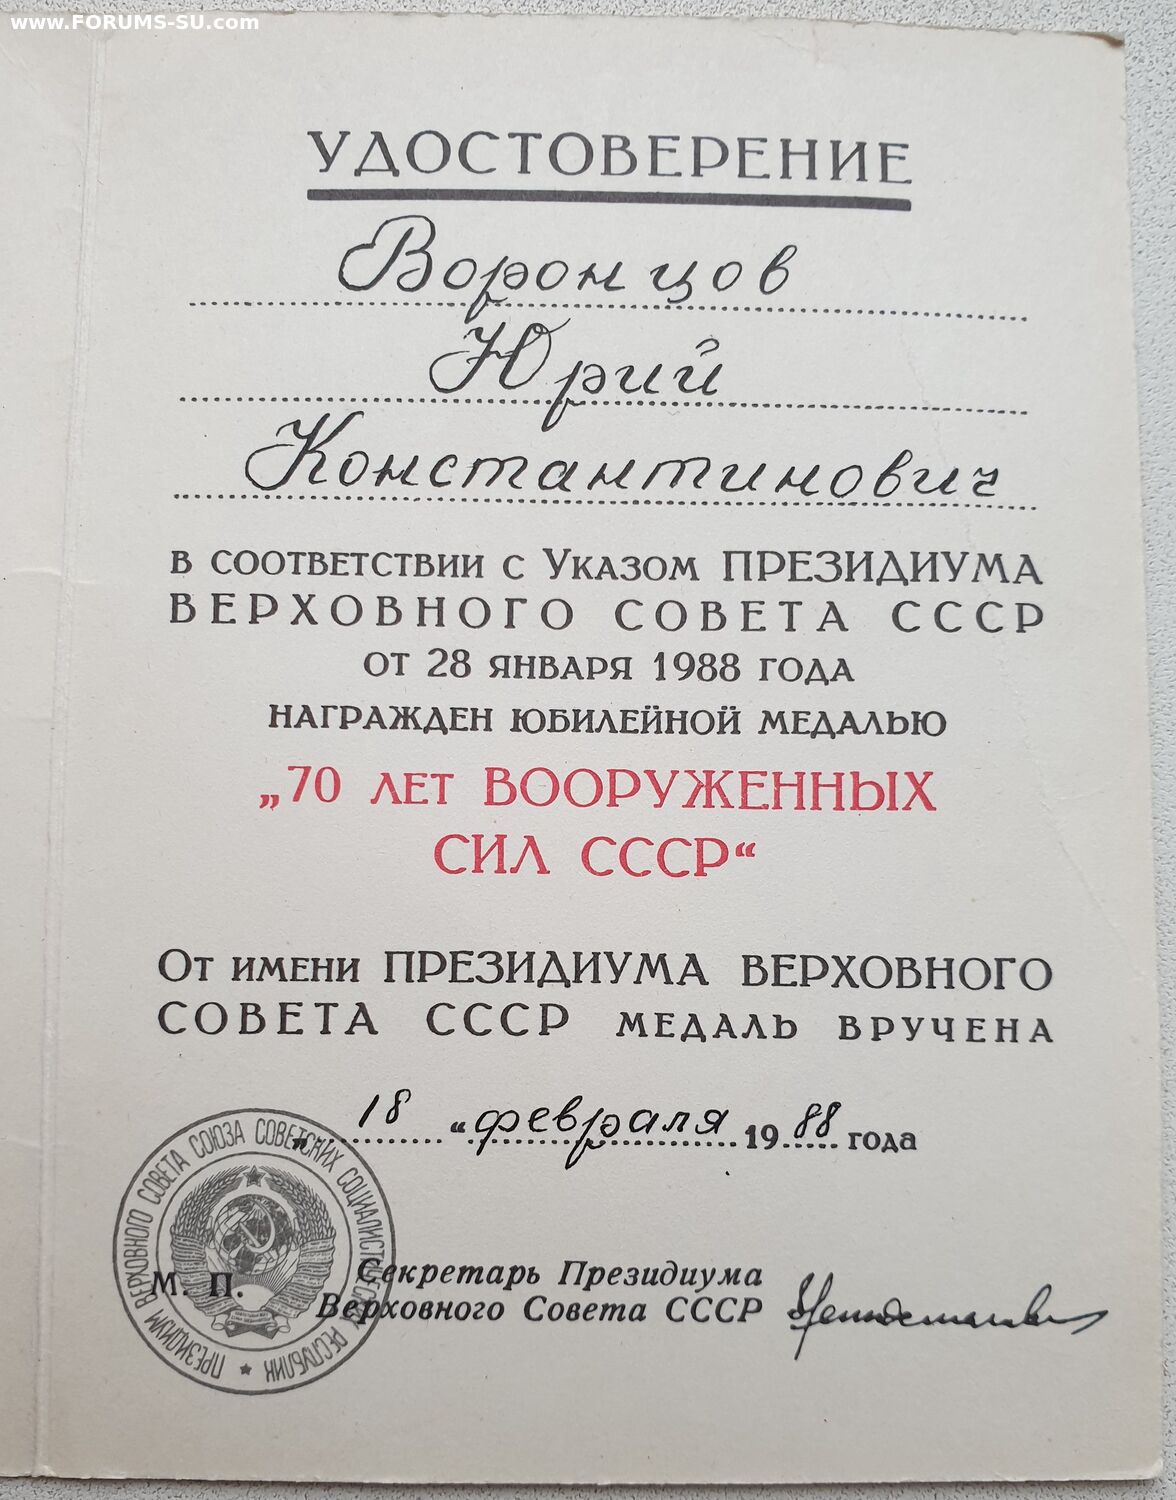 www.FORUMS-SU.com
УДОСТОВЕРЕНИЕ
Воронцов
Юрий
Константинович
В СООТВЕТСТВИИ С УКАЗОМ ПРЕЗИДИУМА
ВЕРХОВНОГО СОВЕТА СССР
ОТ 28 ЯНВАРЯ 1988 ГОДА
НАГРАЖДЕН ЮБИЛЕЙНОЙ МЕДАЛЬЮ
„70 ЛЕТ ВООРУЖЕННЫХ
СИЛ СССР“
ОТ ИМЕНИ ПРЕЗИДИУМА ВЕРХОВНОГО
СОВЕТА СССР МЕДАЛЬ ВРУЧЕНА
„18“ февраля 1988 года
ПРЕЗИДИУМ ВЕРХОВНОГО СОВЕТА СОЮЗА СОВЕТСКИХ СОЦИАЛИСТИЧЕСКИХ РЕСПУБЛИК
М. П.
Секретарь Президиума
Верховного Совета СССР